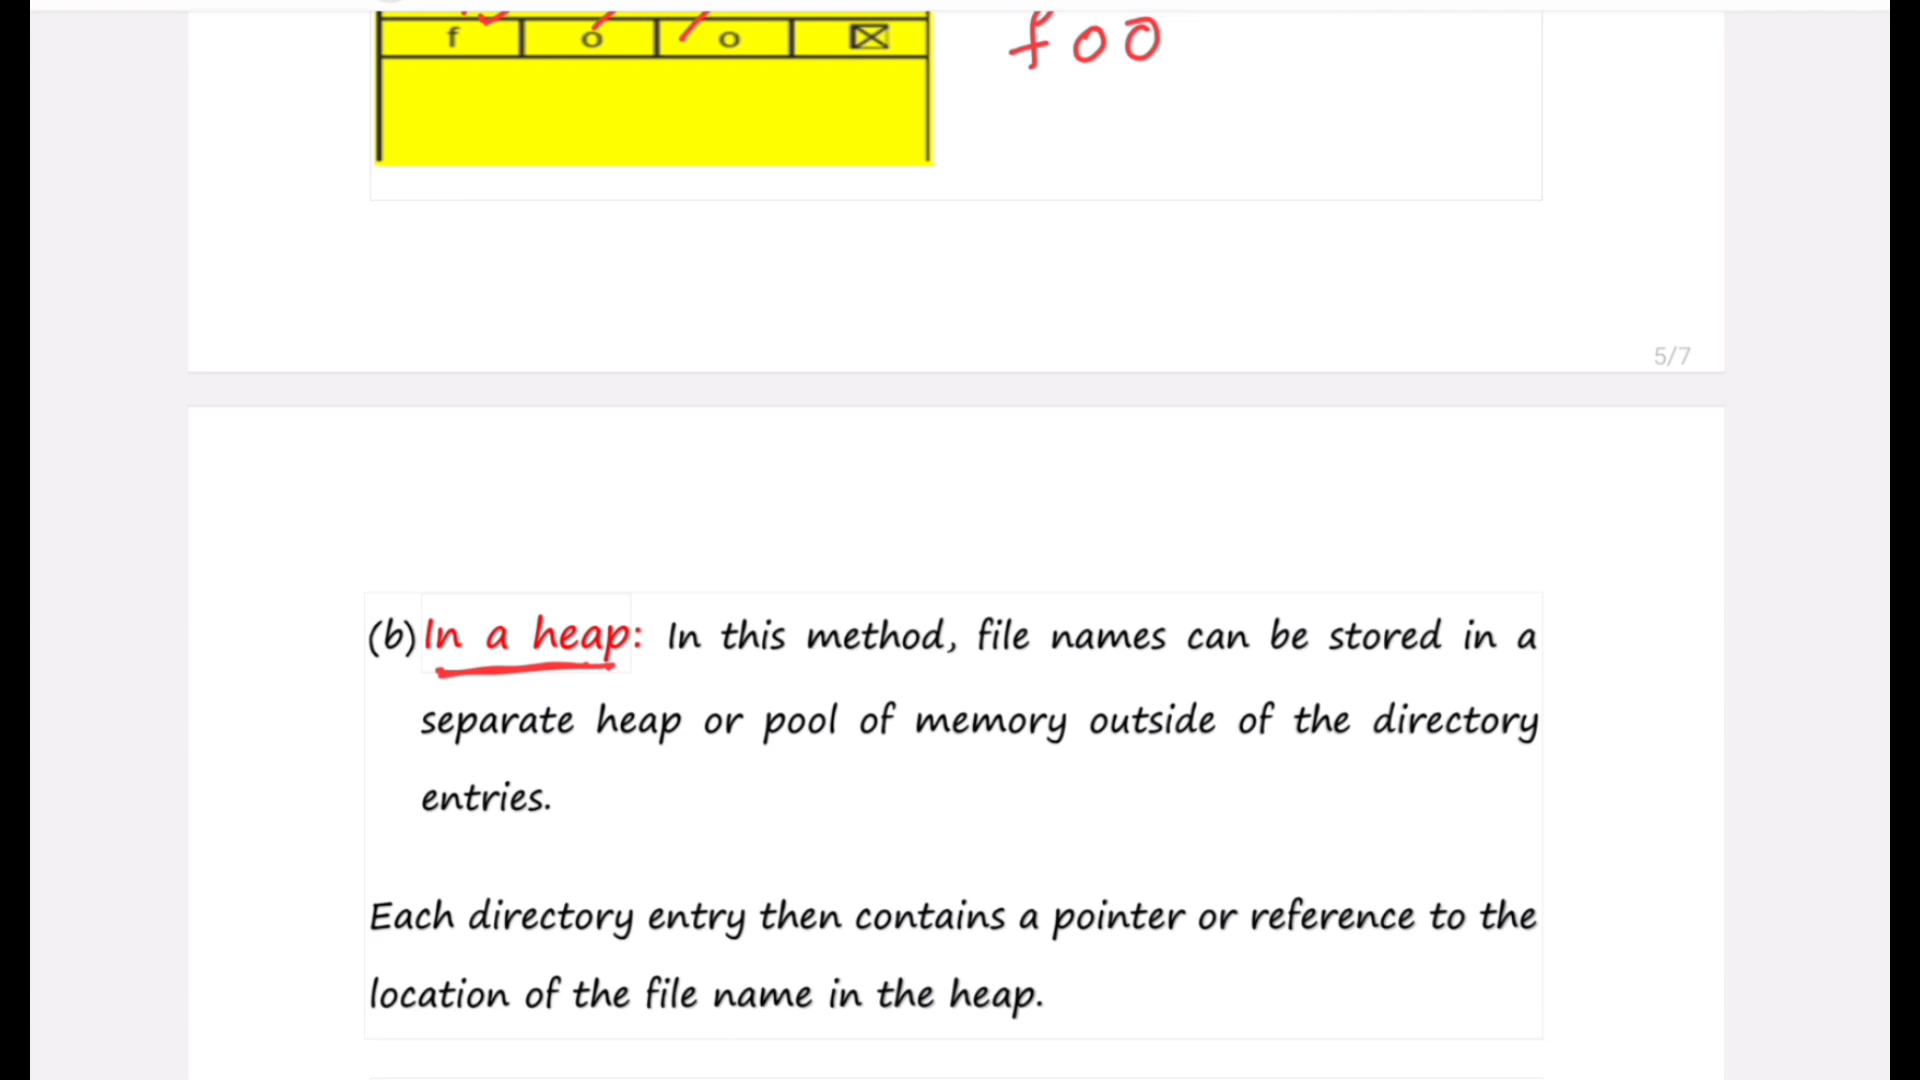 f o o ☒ foo
5/7
(b) In a heap: In this method, file names can be stored in a
separate heap or pool of memory outside of the directory
entries.
Each directory entry then contains a pointer or reference to the
location of the file name in the heap.